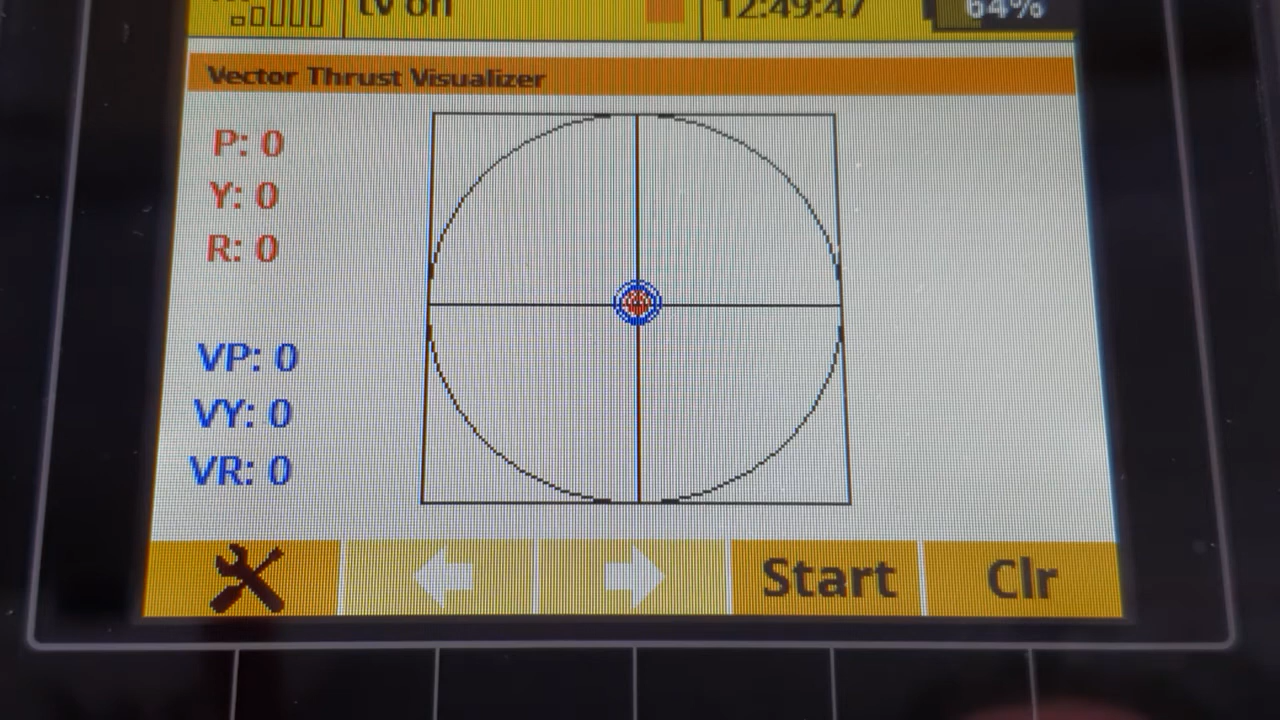 tv on 12:49:47 64%
Vector Thrust Visualizer
P: 0
Y: 0
R: 0
VP: 0
VY: 0
VR: 0
Start Clr